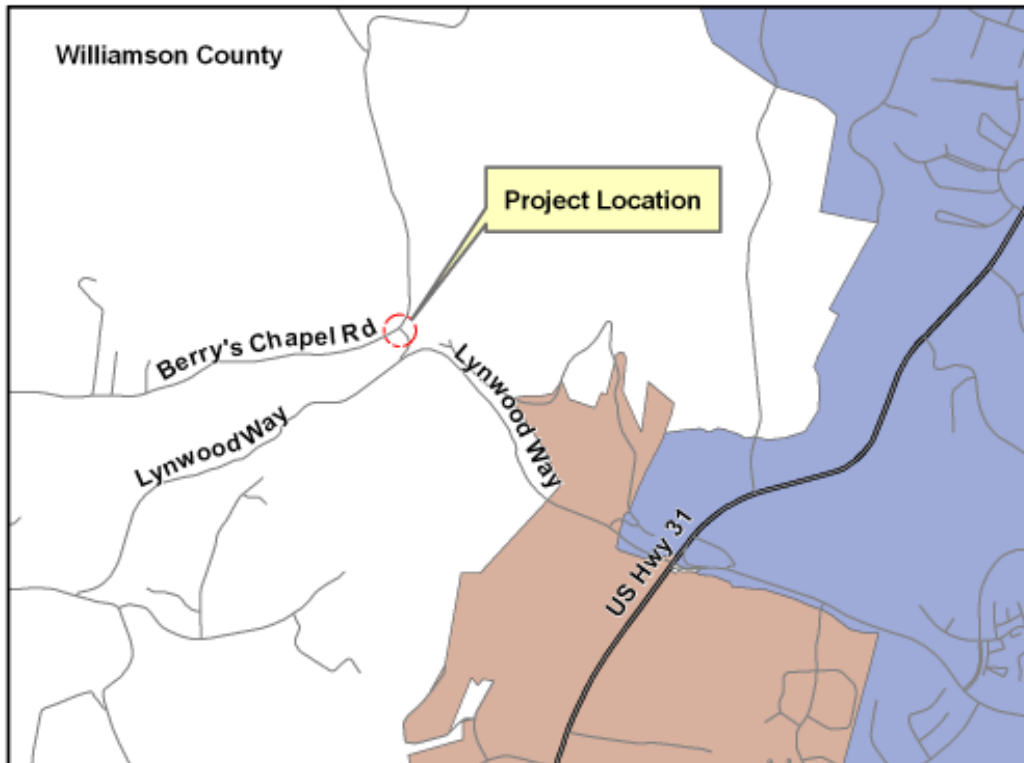 Williamson County
Project Location
Berry's Chapel Rd
Lynwood Way
Lynwood Way
US Hwy 31